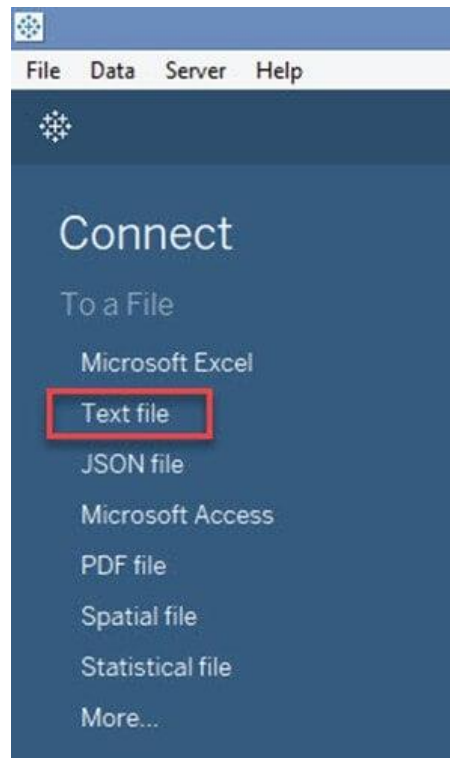 File Data Server Help
Connect
To a File
Microsoft Excel
Text file
JSON file
Microsoft Access
PDF file
Spatial file
Statistical file
More...